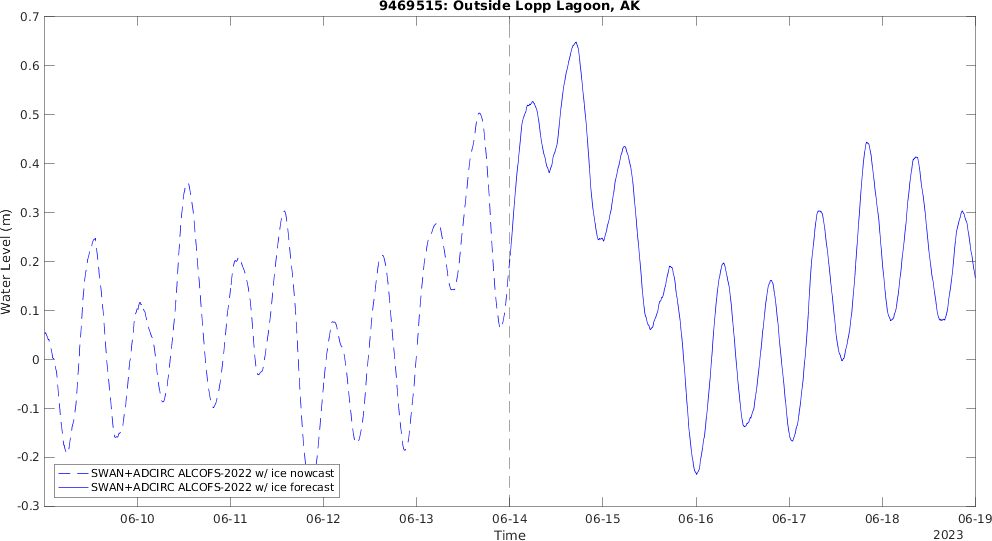 9469515: Outside Lopp Lagoon, AK
0.7
0.6
0.5
0.4
0.3
0.2
0.1
0
-0.1
-0.2
-0.3
Water Level (m)
SWAN+ADCIRC ALCOFS-2022 w/ ice nowcast
SWAN+ADCIRC ALCOFS-2022 w/ ice forecast
06-10 06-11 06-12 06-13 06-14 06-15 06-16 06-17 06-18 06-19
Time
2023